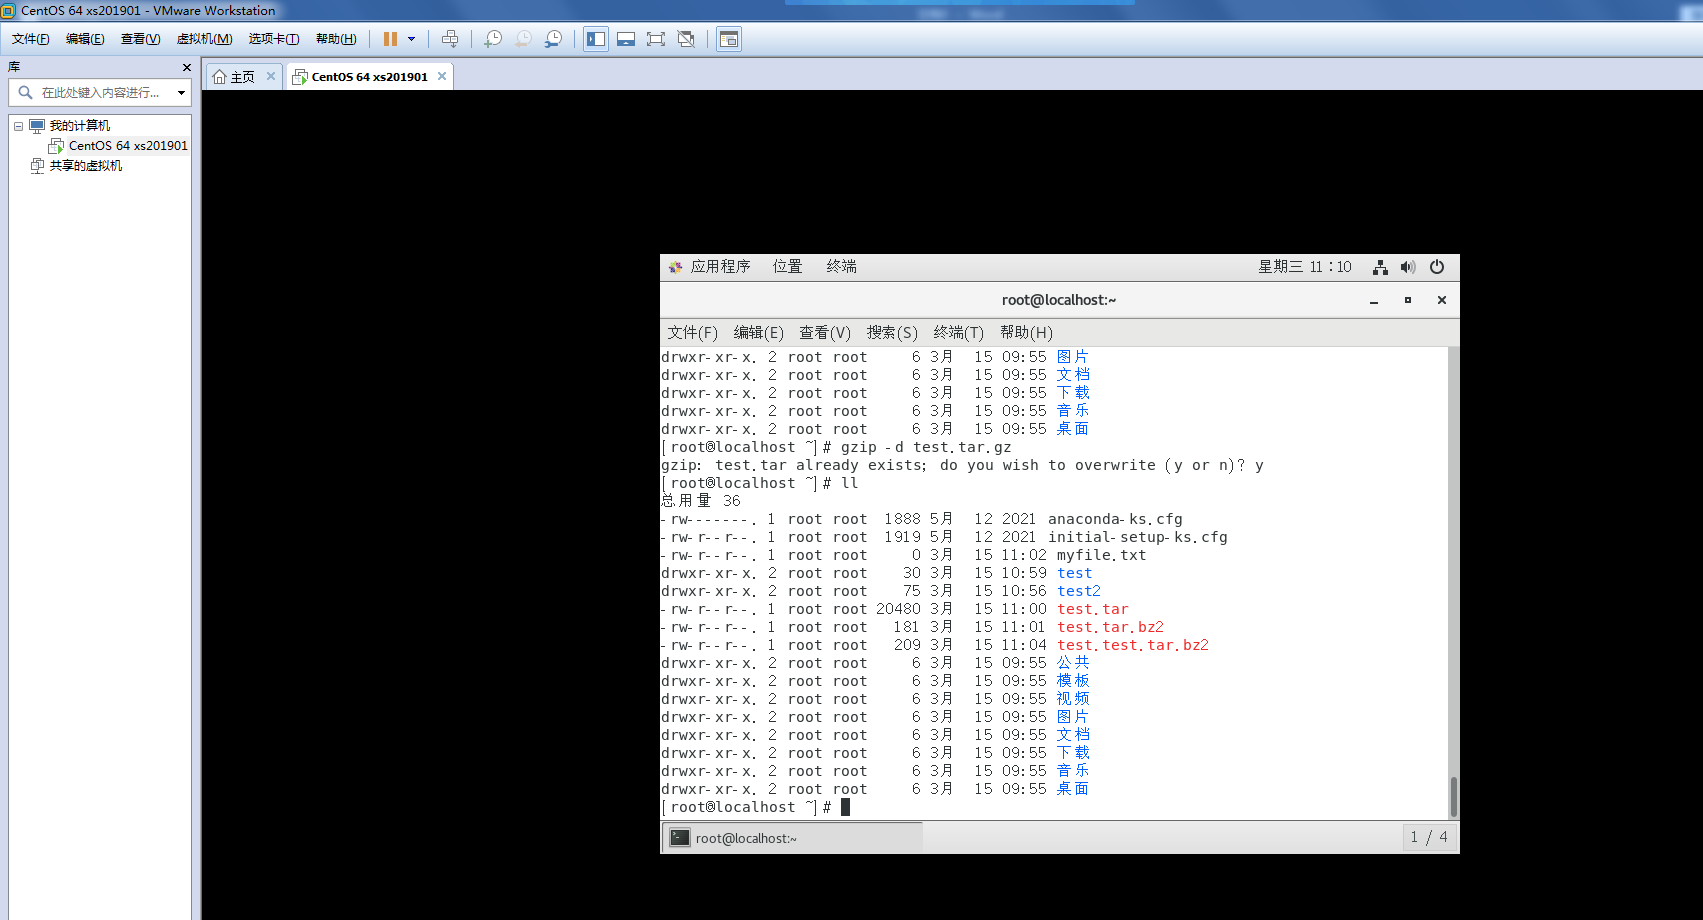 CentOS 64 xs201901 - VMware Workstation
文件(F) 编辑(E) 查看(V) 虚拟机(M) 选项卡(T) 帮助(H)
库
主页 CentOS 64 xs201901
在此处键入内容进行...
我的计算机
CentOS 64 xs201901
共享的虚拟机
应用程序 位置 终端 星期三 11:10
root@localhost:~
文件(F) 编辑(E) 查看(V) 搜索(S) 终端(T) 帮助(H)
drwxr-xr-x. 2 root root 6 3月 15 09:55 图片
drwxr-xr-x. 2 root root 6 3月 15 09:55 文档
drwxr-xr-x. 2 root root 6 3月 15 09:55 下载
drwxr-xr-x. 2 root root 6 3月 15 09:55 音乐
drwxr-xr-x. 2 root root 6 3月 15 09:55 桌面
[root@localhost ~]# gzip -d test.tar.gz
gzip: test.tar already exists; do you wish to overwrite (y or n)? y
[root@localhost ~]# ll
总用量 36
-rw-------. 1 root root 1888 5月 12 2021 anaconda-ks.cfg
-rw-r--r--. 1 root root 1919 5月 12 2021 initial-setup-ks.cfg
-rw-r--r--. 1 root root 0 3月 15 11:02 myfile.txt
drwxr-xr-x. 2 root root 30 3月 15 10:59 test
drwxr-xr-x. 2 root root 75 3月 15 10:56 test2
-rw-r--r--. 1 root root 20480 3月 15 11:00 test.tar
-rw-r--r--. 1 root root 181 3月 15 11:01 test.tar.bz2
-rw-r--r--. 1 root root 209 3月 15 11:04 test.test.tar.bz2
drwxr-xr-x. 2 root root 6 3月 15 09:55 公共
drwxr-xr-x. 2 root root 6 3月 15 09:55 模板
drwxr-xr-x. 2 root root 6 3月 15 09:55 视频
drwxr-xr-x. 2 root root 6 3月 15 09:55 图片
drwxr-xr-x. 2 root root 6 3月 15 09:55 文档
drwxr-xr-x. 2 root root 6 3月 15 09:55 下载
drwxr-xr-x. 2 root root 6 3月 15 09:55 音乐
drwxr-xr-x. 2 root root 6 3月 15 09:55 桌面
[root@localhost ~]#
root@localhost:~ 1 / 4